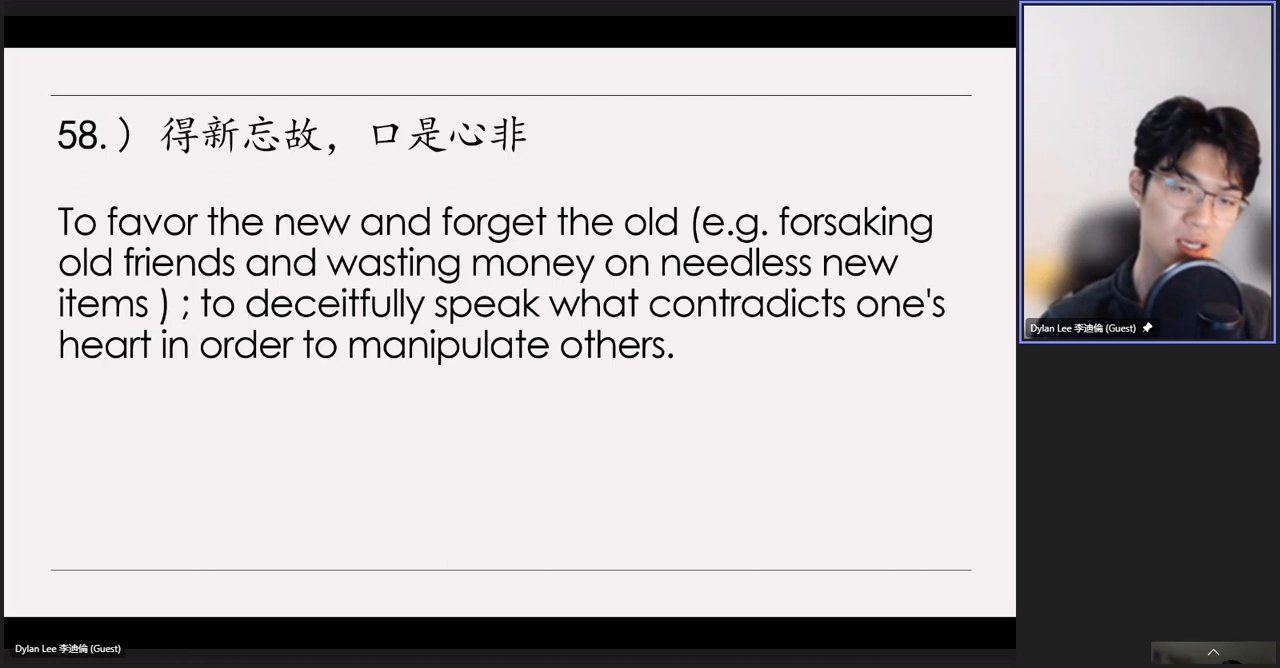 58.） 得新忘故，口是心非
To favor the new and forget the old (e.g. forsaking
old friends and wasting money on needless new
items ) ; to deceitfully speak what contradicts one's
heart in order to manipulate others.
Dylan Lee 李迪倫 (Guest)
Dylan Lee 李迪倫 (Guest)